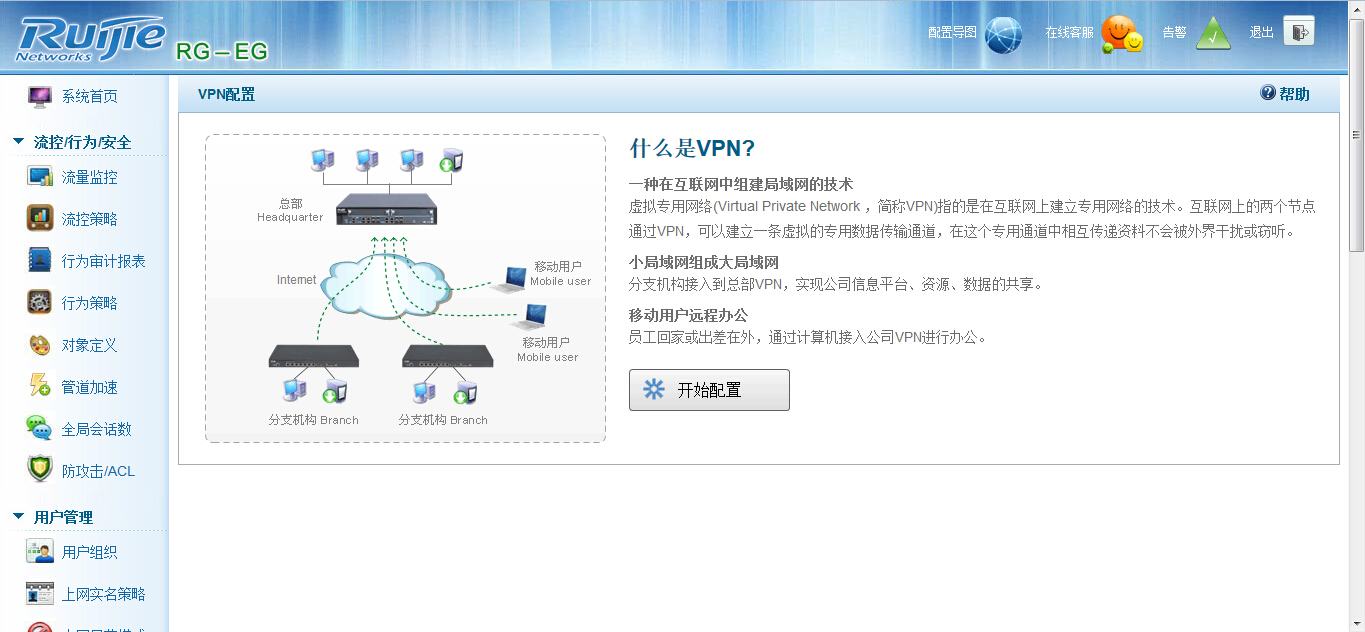 Ruijie
Networks
RG-EG
配置导图
在线客服
告警
退出
系统首页
流控/行为/安全
流量监控
流控策略
行为审计报表
行为策略
对象定义
管道加速
全局会话数
防攻击/ACL
用户管理
用户组织
上网实名策略
VPN配置
帮助
总部
Headquarter
Internet
移动用户
Mobile user
移动用户
Mobile user
分支机构 Branch
分支机构 Branch
什么是VPN?
一种在互联网中组建局域网的技术
虚拟专用网络(Virtual Private Network ，简称VPN)指的是在互联网上建立专用网络的技术。互联网上的两个节点
通过VPN，可以建立一条虚拟的专用数据传输通道，在这个专用通道中相互传递资料不会被外界干扰或窃听。
小局域网组成大局域网
分支机构接入到总部VPN，实现公司信息平台、资源、数据的共享。
移动用户远程办公
员工回家或出差在外，通过计算机接入公司VPN进行办公。
开始配置